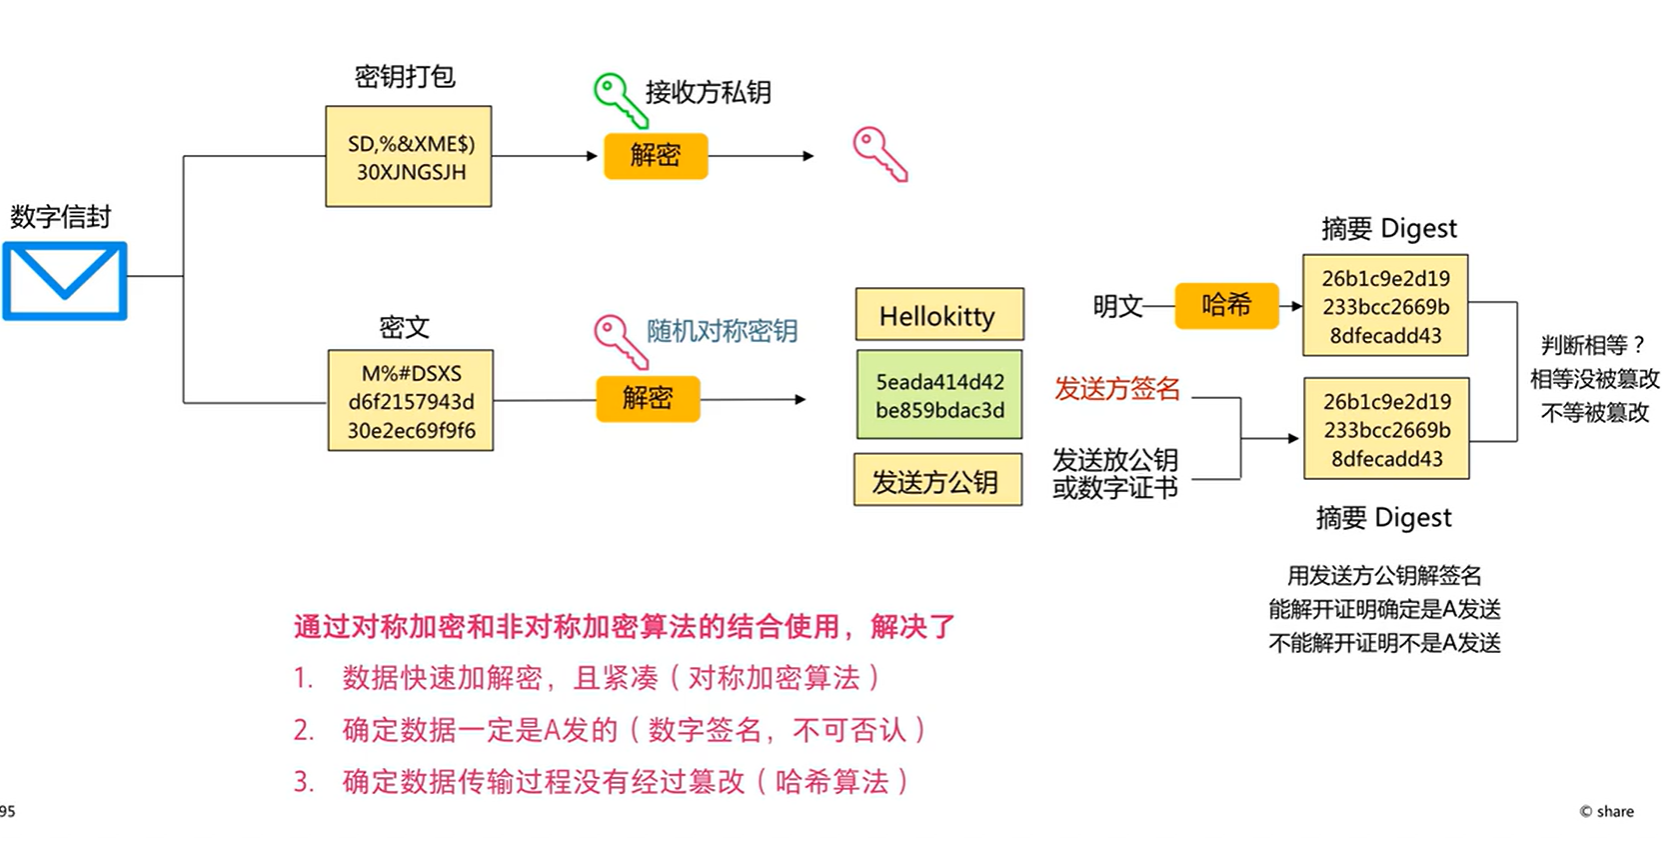 密钥打包
SD,%&XME$)
30XJNGSJH
接收方私钥
解密
数字信封
密文
M%#DSXS
d6f2157943d
30e2ec69f9f6
随机对称密钥
解密
Hellokitty
5eada414d42
be859bdac3d
发送方公钥
明文
哈希
摘要 Digest
26b1c9e2d19
233bcc2669b
8dfecadd43
发送方签名
发送放公钥
或数字证书
26b1c9e2d19
233bcc2669b
8dfecadd43
摘要 Digest
判断相等？
相等没被篡改
不等被篡改
用发送方公钥解签名
能解开证明确定是A发送
不能解开证明不是A发送
通过对称加密和非对称加密算法的结合使用，解决了
1. 数据快速加解密，且紧凑（对称加密算法）
2. 确定数据一定是A发的（数字签名，不可否认）
3. 确定数据传输过程没有经过篡改（哈希算法）
95
© share